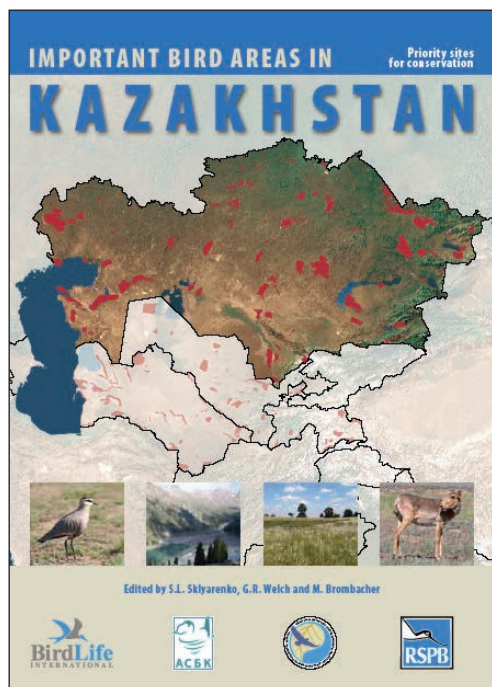 IMPORTANT BIRD AREAS IN
Priority sites
for conservation
KAZAKHSTAN
Edited by S.L. Sklyarenko, G.R. Welch and M. Brombacher
BirdLife
INTERNATIONAL
АСБК
RSPB